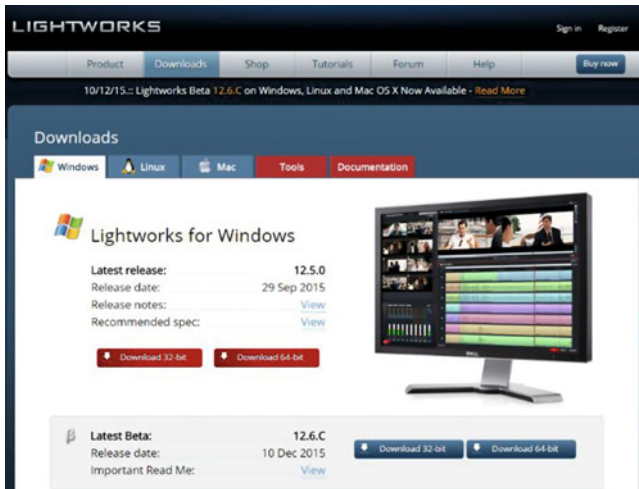 LIGHTWORKS
Sign in Register
Product Downloads Shop Tutorials Forum Help Buy now
10/12/15.:: Lightworks Beta 12.6.C on Windows, Linux and Mac OS X Now Available - Read More
Downloads
Windows Linux Mac Tools Documentation
Lightworks for Windows
Latest release: 12.5.0
Release date: 29 Sep 2015
Release notes: View
Recommended spec: View
Download 32-bit Download 64-bit
DELL
β Latest Beta: 12.6.C
Release date: 10 Dec 2015
Download 32-bit Download 64-bit
Important Read Me: View